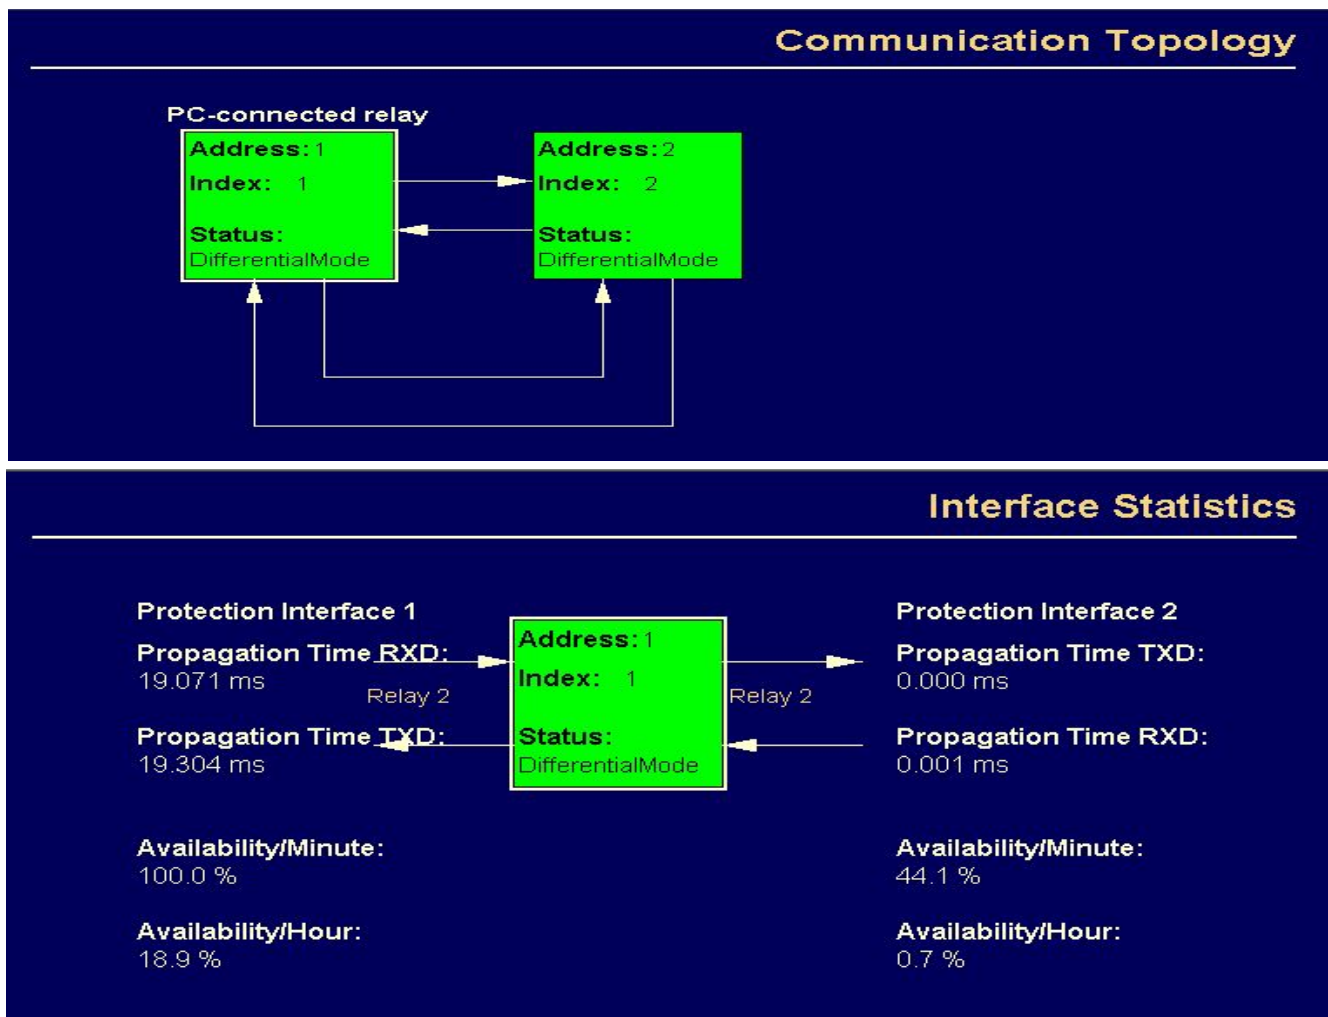 Communication Topology
PC-connected relay
Address: 1
Index: 1
Status:
DifferentialMode
Address: 2
Index: 2
Status:
DifferentialMode
Interface Statistics
Protection Interface 1
Propagation Time RXD:
19.071 ms
Relay 2
Propagation Time TXD:
19.304 ms
Availability/Minute:
100.0 %
Availability/Hour:
18.9 %
Address: 1
Index: 1
Status:
DifferentialMode
Protection Interface 2
Propagation Time TXD:
0.000 ms
Relay 2
Propagation Time RXD:
0.001 ms
Availability/Minute:
44.1 %
Availability/Hour:
0.7 %